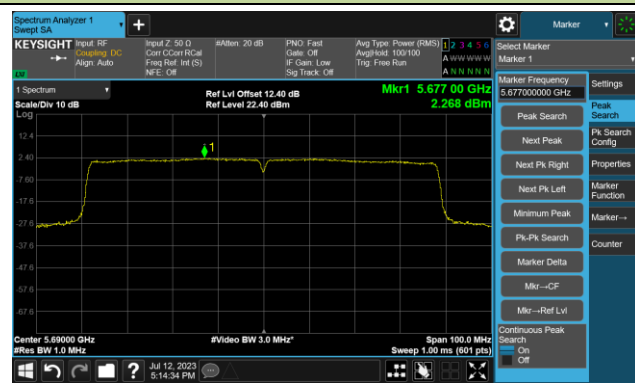 Spectrum Analyzer 1
Swept SA
Marker
KEYSIGHT
Input: RF
Coupling: DC
Align: Auto
Input Z: 50 Ω
Corr CCorr RCal
Freq Ref: Int (S)
NFE: Off
#Atten: 20 dB
PNO: Fast
Gate: Off
IF Gain: Low
Sig Track: Off
Avg Type: Power (RMS)
Avg|Hold: 100/100
Trig: Free Run
1 2 3 4 5 6
A W W W W W
A N N N N N
Select Marker
Marker 1
1 Spectrum
Scale/Div 10 dB
Log
Ref Lvl Offset 12.40 dB
Ref Level 22.40 dBm
Mkr1 5.677 00 GHz
2.268 dBm
12.4
2.40
-7.60
-17.6
-27.6
-37.6
-47.6
-57.6
-67.6
1
Center 5.69000 GHz
#Res BW 1.0 MHz
#Video BW 3.0 MHz*
Span 100.0 MHz
Sweep 1.00 ms (601 pts)
Marker Frequency
5.677000000 GHz
Peak Search
Next Peak
Next Pk Right
Next Pk Left
Minimum Peak
Pk-Pk Search
Marker Delta
Mkr→CF
Mkr→Ref Lvl
Continuous Peak
Search
On
Off
Settings
Peak
Search
Pk Search
Config
Properties
Marker
Function
Marker→
Counter
Jul 12, 2023
5:14:34 PM